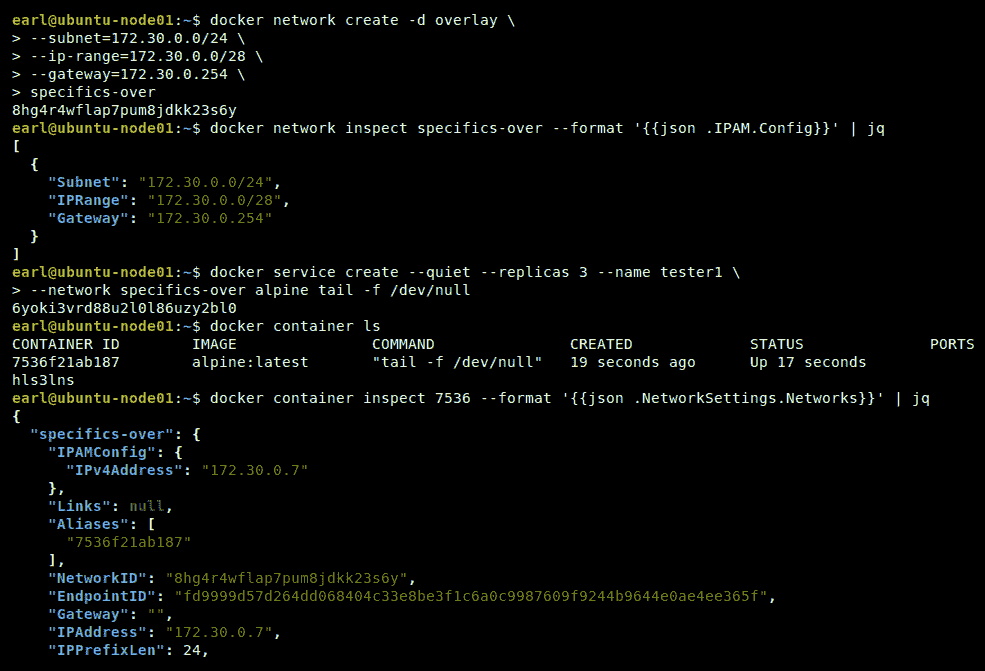 earl@ubuntu-node01:~$ docker network create -d overlay \
> --subnet=172.30.0.0/24 \
> --ip-range=172.30.0.0/28 \
> --gateway=172.30.0.254 \
> specifics-over
8hg4r4wflap7pum8jdkk23s6y
earl@ubuntu-node01:~$ docker network inspect specifics-over --format '{{json .IPAM.Config}}' | jq
[
  {
    "Subnet": "172.30.0.0/24",
    "IPRange": "172.30.0.0/28",
    "Gateway": "172.30.0.254"
  }
]
earl@ubuntu-node01:~$ docker service create --quiet --replicas 3 --name tester1 \
> --network specifics-over alpine tail -f /dev/null
6yoki3vrd88u2l0l86uzy2bl0
earl@ubuntu-node01:~$ docker container ls
CONTAINER ID        IMAGE               COMMAND               CREATED             STATUS              PORTS
7536f21ab187        alpine:latest       "tail -f /dev/null"   19 seconds ago      Up 17 seconds
hls3lns
earl@ubuntu-node01:~$ docker container inspect 7536 --format '{{json .NetworkSettings.Networks}}' | jq
{
  "specifics-over": {
    "IPAMConfig": {
      "IPv4Address": "172.30.0.7"
    },
    "Links": null,
    "Aliases": [
      "7536f21ab187"
    ],
    "NetworkID": "8hg4r4wflap7pum8jdkk23s6y",
    "EndpointID": "fd9999d57d264dd068404c33e8be3f1c6a0c9987609f9244b9644e0ae4ee365f",
    "Gateway": "",
    "IPAddress": "172.30.0.7",
    "IPPrefixLen": 24,